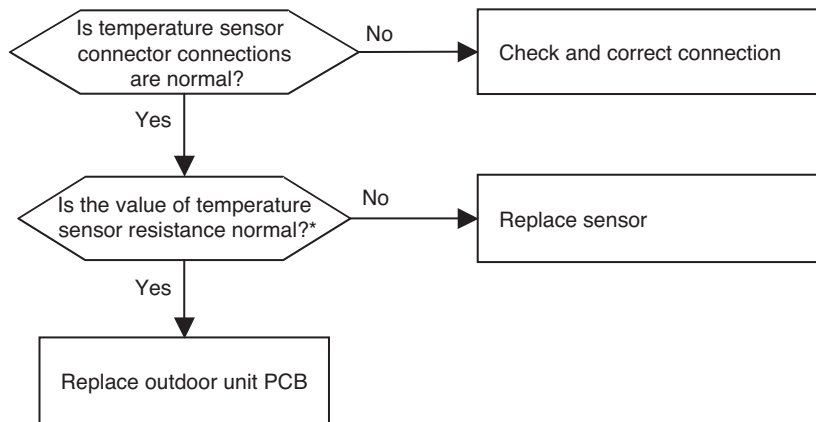 Is temperature sensor
connector connections
are normal?
No
Check and correct connection
Yes
Is the value of temperature
sensor resistance normal?*
No
Replace sensor
Yes
Replace outdoor unit PCB